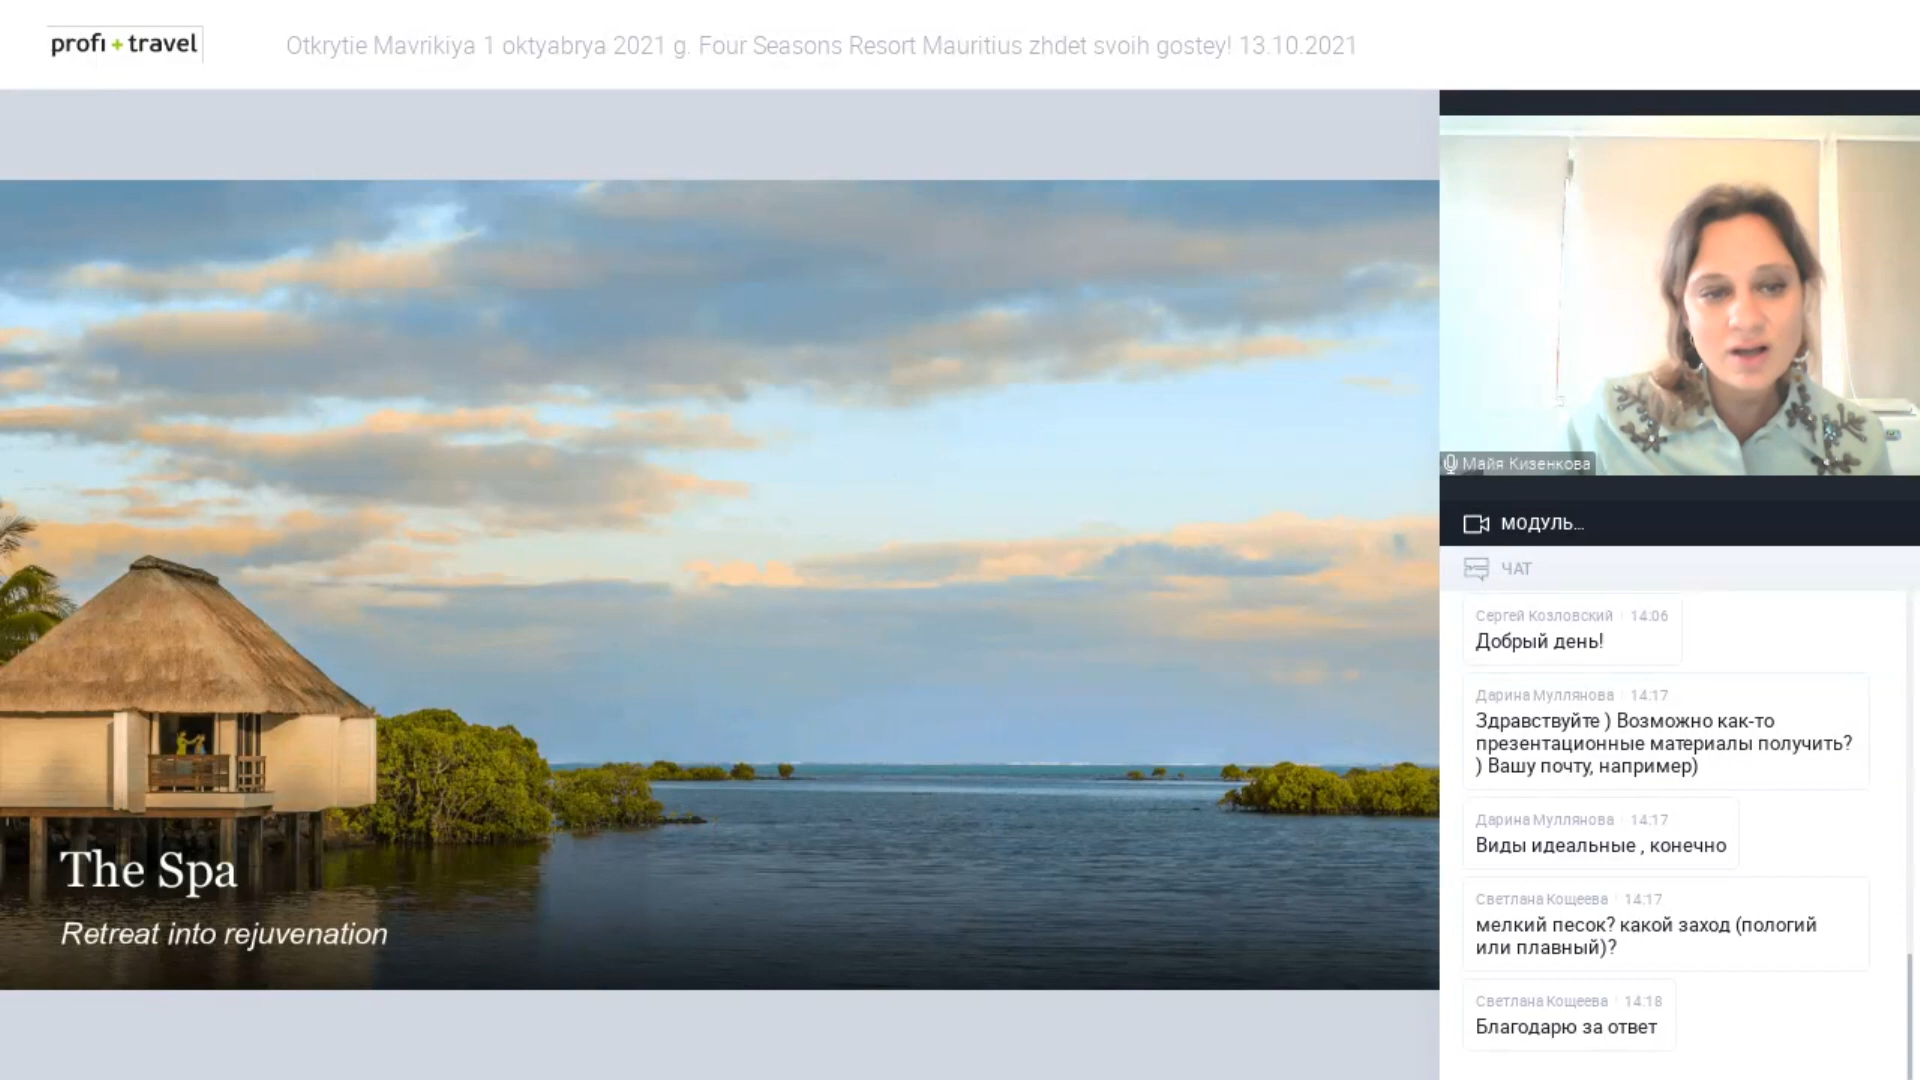 profi + travel
Otkrytie Mavrikiya 1 oktyabrya 2021 g. Four Seasons Resort Mauritius zhdet svoih gostey! 13.10.2021
Майя Кизенкова
МОДУЛЬ...
ЧАТ
Сергей Козловский 14:06
Добрый день!
Дарина Муллянова 14:17
Здравствуйте ) Возможно как-то
презентационные материалы получить?
) Вашу почту, например)
Дарина Муллянова 14:17
Виды идеальные , конечно
Светлана Кощеева 14:17
мелкий песок? какой заход (пологий
или плавный)?
Светлана Кощеева 14:18
Благодарю за ответ
The Spa
Retreat into rejuvenation